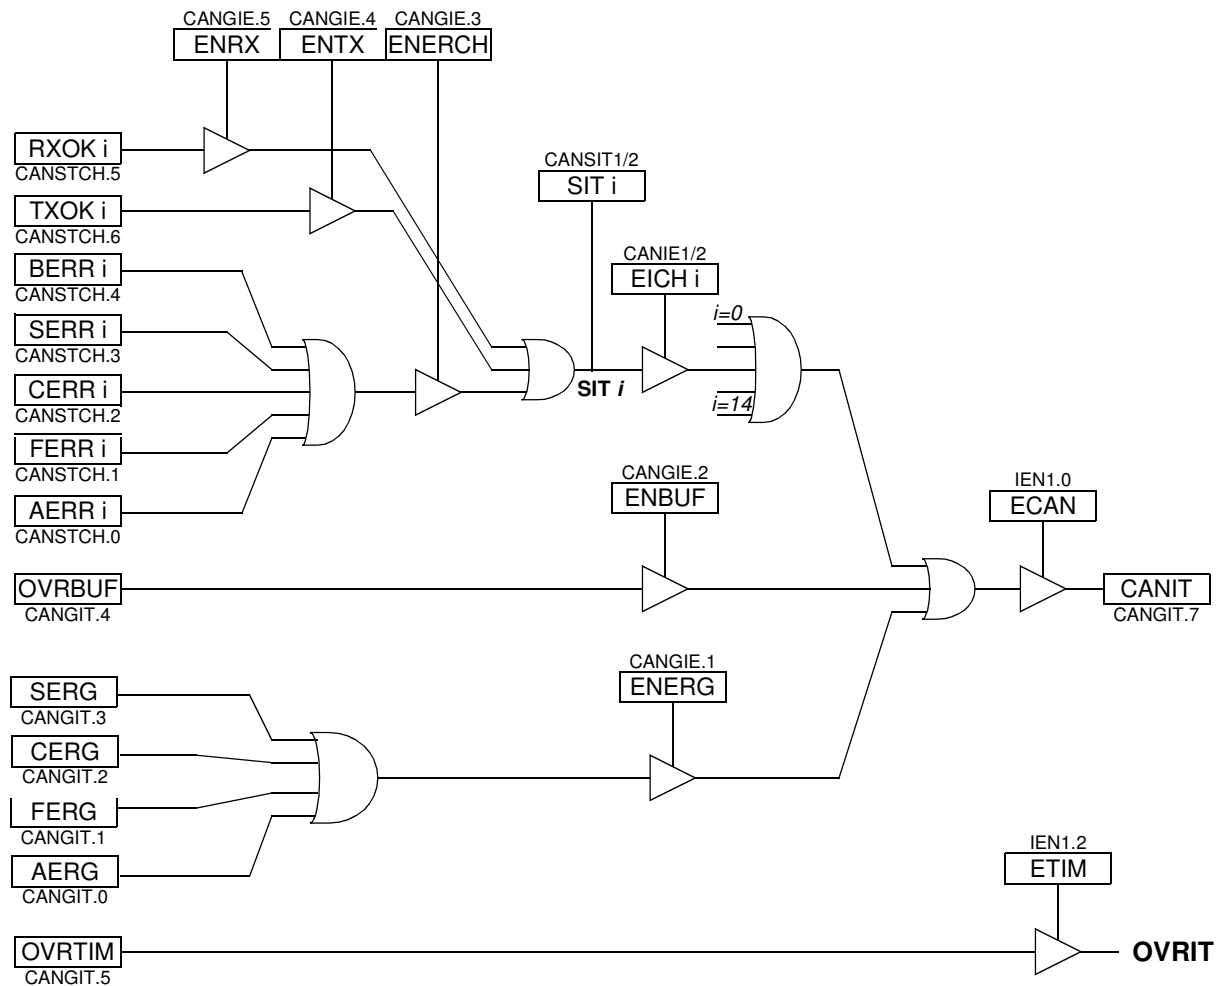 CANGIE.5 CANGIE.4 CANGIE.3
ENRX ENTX ENERCH
RXOK i
CANSTCH.5
CANSIT1/2
SIT i
TXOK i
CANSTCH.6
CANIE1/2
EICH i
BERR i
CANSTCH.4
i=0
SERR i
CANSTCH.3
SIT i
CERR i
CANSTCH.2
i=14
FERR i
CANSTCH.1
CANGIE.2
ENBUF
IEN1.0
ECAN
AERR i
CANSTCH.0
OVRBUF
CANGIT.4
CANIT
CANGIT.7
CANGIE.1
ENERG
SERG
CANGIT.3
CERG
CANGIT.2
FERG
CANGIT.1
IEN1.2
ETIM
AERG
CANGIT.0
OVRTIM
CANGIT.5
OVRIT